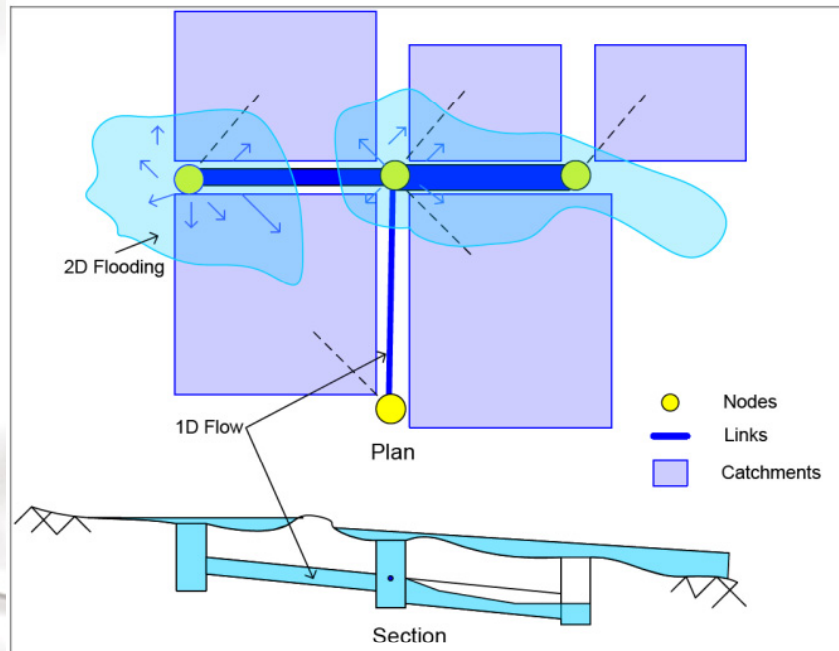 2D Flooding
1D Flow
Plan
Nodes
Links
Catchments
Section